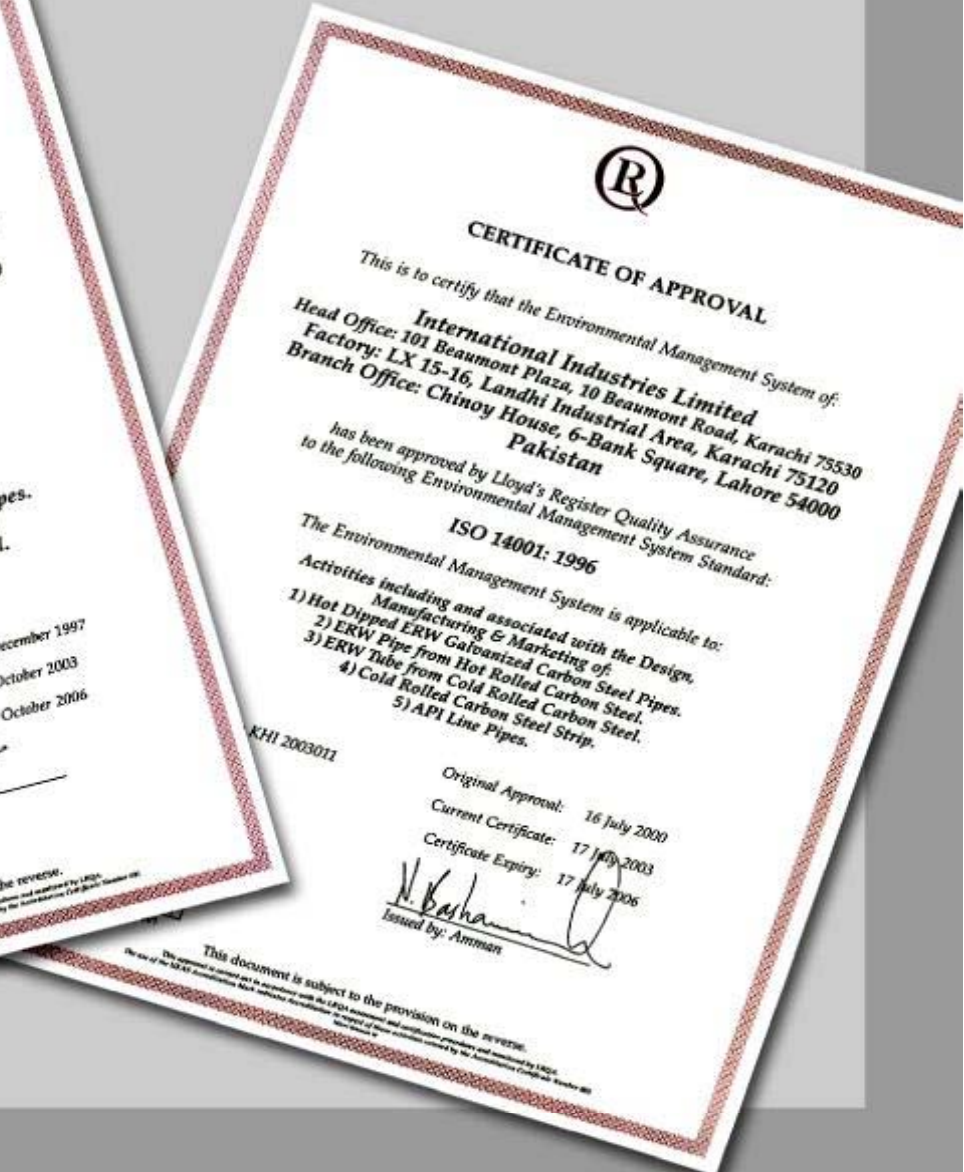 pes.
l.
ecember 1997
October 2003
October 2006
he reverse.
LRQ
CERTIFICATE OF APPROVAL
This is to certify that the Environmental Management System of:
International Industries Limited
Head Office: 101 Beaumont Plaza, 10 Beaumont Road, Karachi 75530
Factory: LX 15-16, Landhi Industrial Area, Karachi 75120
Branch Office: Chinoy House, 6-Bank Square, Lahore 54000
Pakistan
has been approved by Lloyd's Register Quality Assurance
to the following Environmental Management System Standard:
ISO 14001: 1996
The Environmental Management System is applicable to:
Activities including and associated with the Design,
Manufacturing & Marketing of:
1) Hot Dipped ERW Galvanized Carbon Steel Pipes.
2) ERW Pipe from Hot Rolled Carbon Steel.
3) ERW Tube from Cold Rolled Carbon Steel.
4) Cold Rolled Carbon Steel Strip.
5) API Line Pipes.
KHI 2003011
Original Approval: 16 July 2000
Current Certificate: 17 July 2003
Certificate Expiry: 17 July 2006
Issued by: Amman
This document is subject to the provision on the reverse.